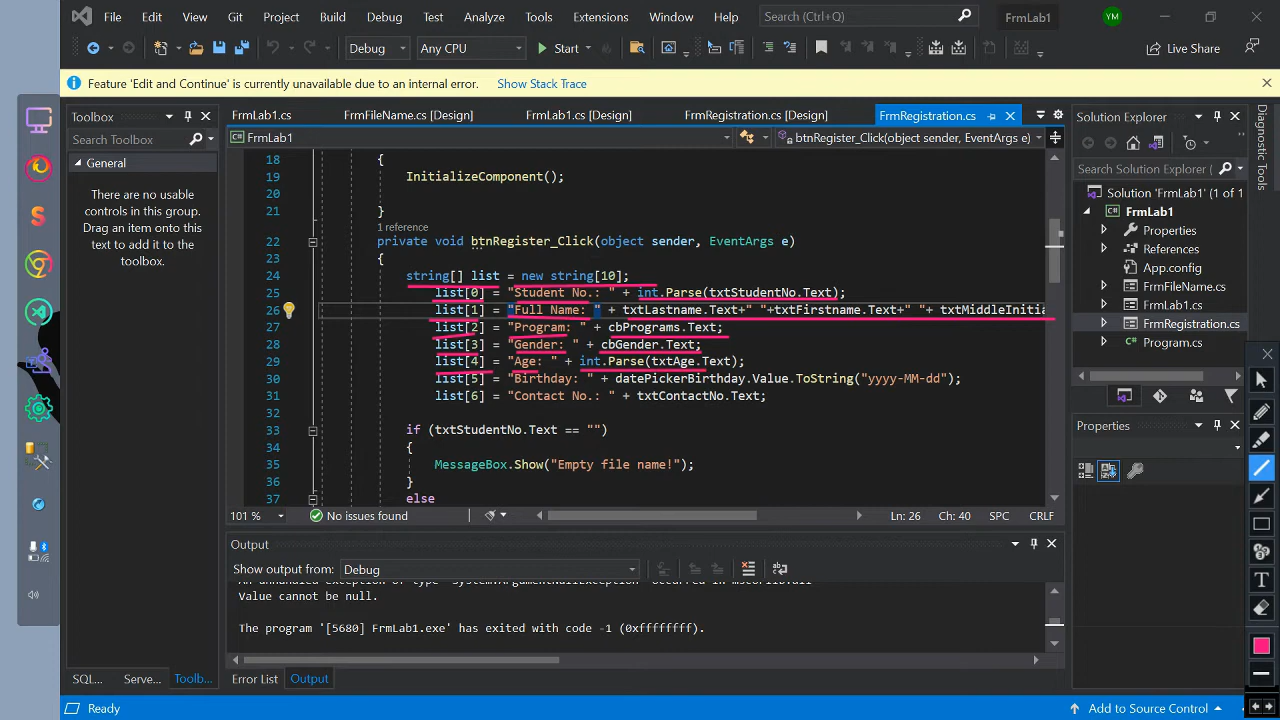 File Edit View Git Project Build Debug Test Analyze Tools Extensions Window Help Search (Ctrl+Q) FrmLab1 YM
Debug Any CPU Start Live Share
Feature 'Edit and Continue' is currently unavailable due to an internal error. Show Stack Trace
Toolbox
Search Toolbox
General
There are no usable
controls in this group.
Drag an item onto this
text to add it to the
toolbox.
SQL... Serve... Toolb...
FrmLab1.cs FrmFileName.cs [Design] FrmLab1.cs [Design] FrmRegistration.cs [Design] FrmRegistration.cs
FrmLab1 btnRegister_Click(object sender, EventArgs e)
18 {
19 InitializeComponent();
20
21 }
1 reference
22 private void btnRegister_Click(object sender, EventArgs e)
23 {
24 string[] list = new string[10];
25 list[0] = "Student No.: " + int.Parse(txtStudentNo.Text);
26 list[1] = "Full Name: " + txtLastname.Text+" "+txtFirstname.Text+" "+ txtMiddleInitia
27 list[2] = "Program: " + cbPrograms.Text;
28 list[3] = "Gender: " + cbGender.Text;
29 list[4] = "Age: " + int.Parse(txtAge.Text);
30 list[5] = "Birthday: " + datePickerBirthday.Value.ToString("yyyy-MM-dd");
31 list[6] = "Contact No.: " + txtContactNo.Text;
32
33 if (txtStudentNo.Text == "")
34 {
35 MessageBox.Show("Empty file name!");
36 }
37 else
101 % No issues found Ln: 26 Ch: 40 SPC CRLF
Output
Show output from: Debug
Value cannot be null.
The program '[5680] FrmLab1.exe' has exited with code -1 (0xffffffff).
Error List Output
Solution Explorer
Search Solution Explorer
Solution 'FrmLab1' (1 of 1
FrmLab1
Properties
References
App.config
FrmFileName.cs
FrmLab1.cs
FrmRegistration.cs
Program.cs
Properties
Diagnostic Tools
T
Ready Add to Source Control